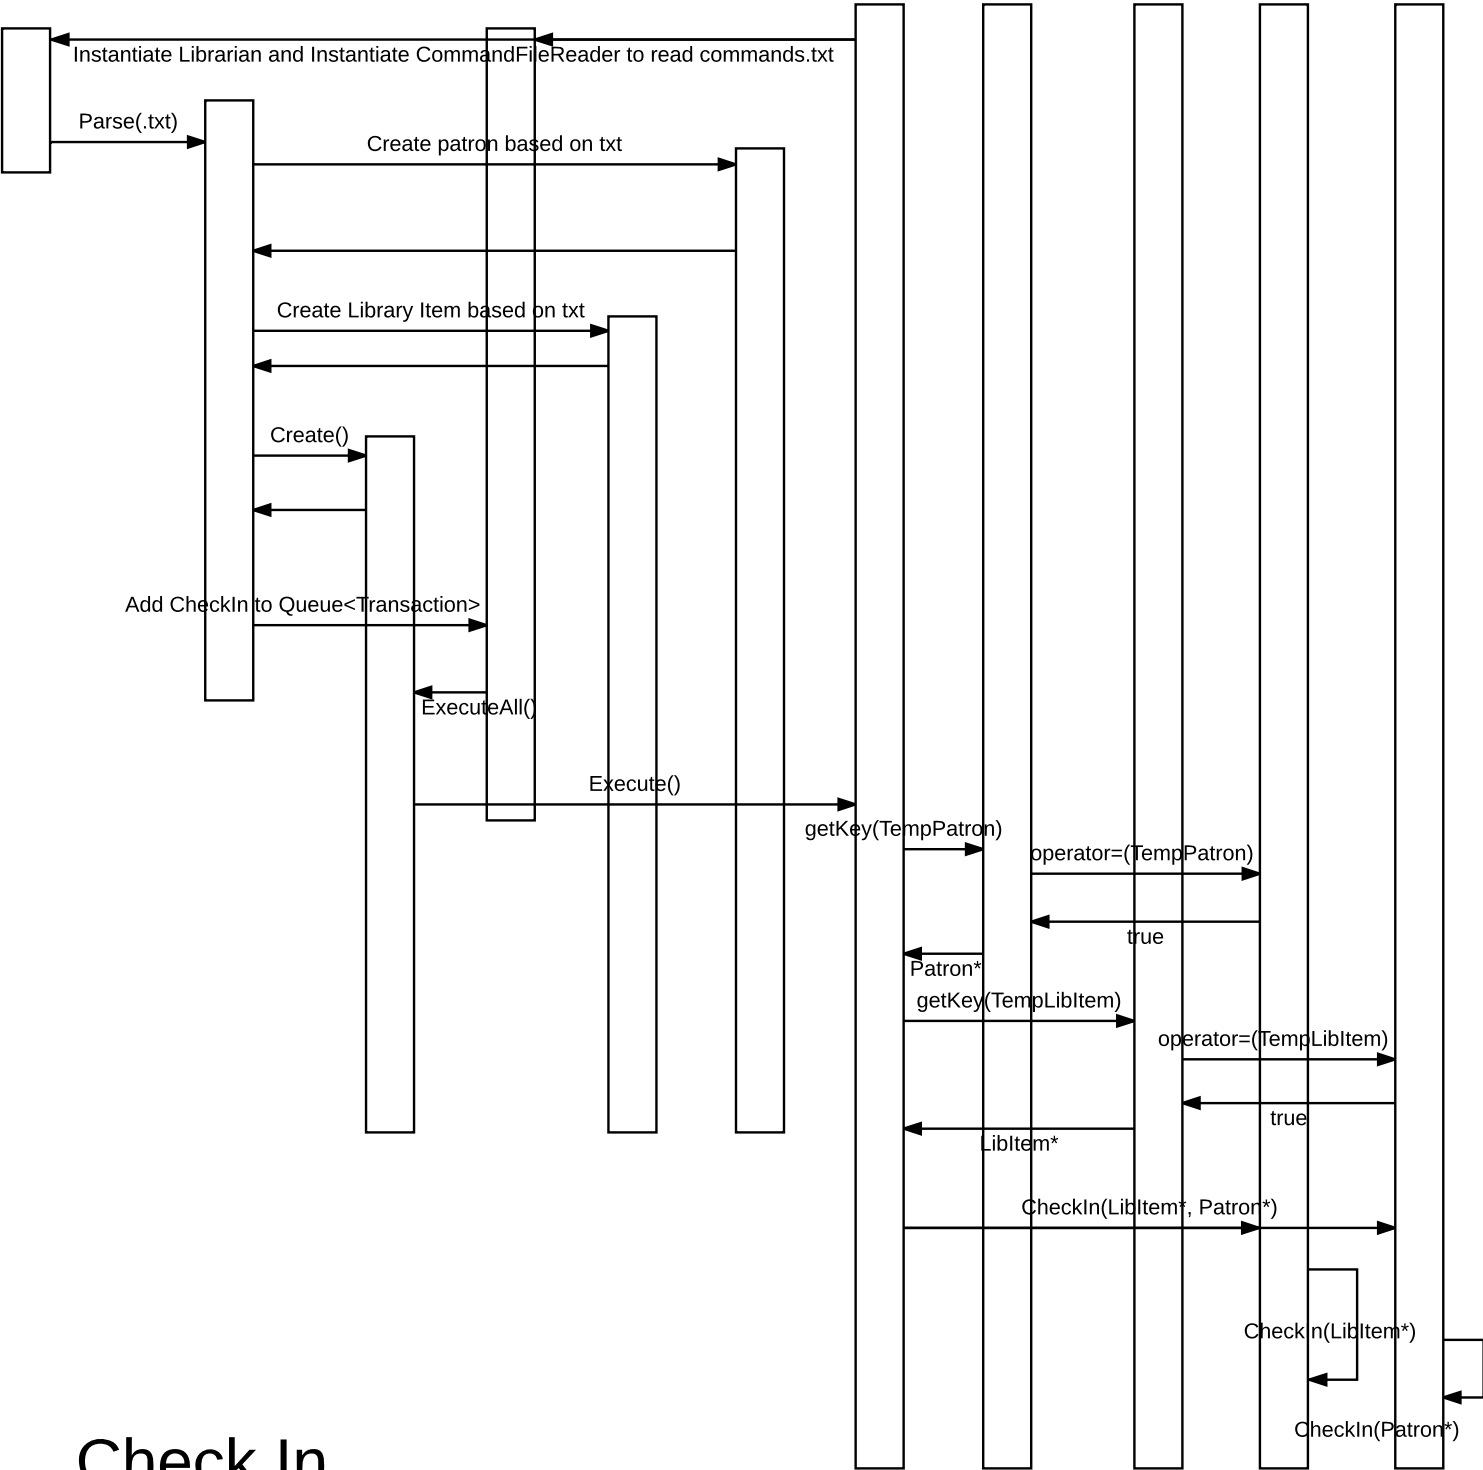 Instantiate Librarian and Instantiate CommandFileReader to read commands.txt
Parse(.txt)
Create patron based on txt
Create Library Item based on txt
Create()
Add CheckIn to Queue<Transaction>
ExecuteAll()
Execute()
getKey(TempPatron)
operator=(TempPatron)
true
Patron*
getKey(TempLibItem)
operator=(TempLibItem)
true
LibItem*
CheckIn(LibItem*, Patron*)
CheckIn(LibItem*)
CheckIn(Patron*)
Check In